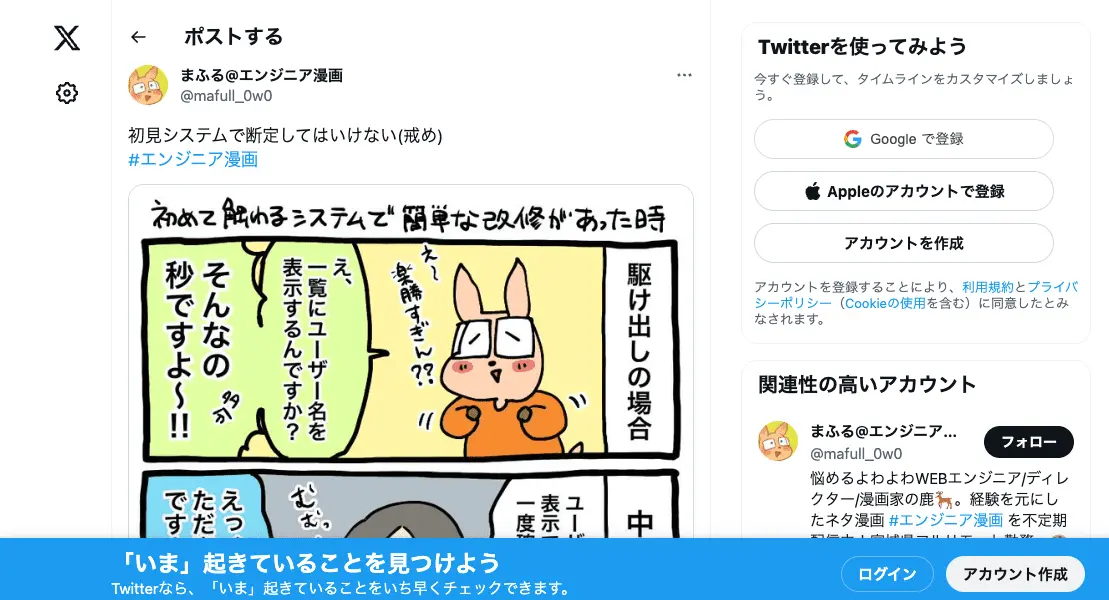 ポストする
まふる@エンジニア漫画
@mafull_0w0
初見システムで断定してはいけない(戒め)
#エンジニア漫画
初めて触れるシステムで簡単な改修があった時
駆け出しの場合
え〜
楽勝すぎん??
え、
一覧にユーザー名を
表示するんですか?
そんなの
秒ですよ〜!!
中
ユーザ
表示で
一度確
むむっ
えっ
ただ
です
Twitterを使ってみよう
今すぐ登録して、タイムラインをカスタマイズしましょ
う。
Google で登録
Appleのアカウントで登録
アカウントを作成
アカウントを登録することにより、利用規約とプライバ
シーポリシー（Cookieの使用を含む）に同意したとみ
なされます。
関連性の高いアカウント
まふる@エンジニア...
@mafull_0w0
フォロー
悩めるよわよわWEBエンジニア/ディレ
クター/漫画家の鹿🦌。経験を元にし
たネタ漫画 #エンジニア漫画 を不定期
「いま」起きていることを見つけよう
Twitterなら、「いま」起きていることをいち早くチェックできます。
ログイン
アカウント作成